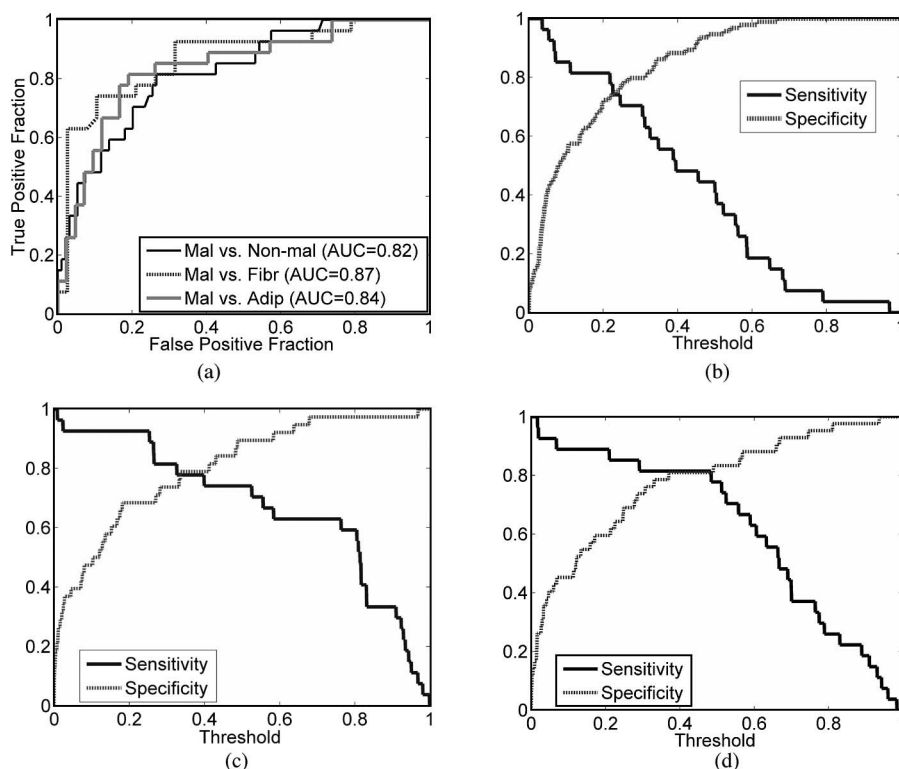 1
0.8
0.6
0.4
0.2
0
True Positive Fraction
Mal vs. Non-mal (AUC=0.82)
Mal vs. Fibr (AUC=0.87)
Mal vs. Adip (AUC=0.84)
0 0.2 0.4 0.6 0.8 1
False Positive Fraction
(a)
1
0.8
0.6
0.4
0.2
0
Sensitivity
Specificity
0 0.2 0.4 0.6 0.8 1
Threshold
(b)
1
0.8
0.6
0.4
0.2
0
Sensitivity
Specificity
0 0.2 0.4 0.6 0.8 1
Threshold
(c)
1
0.8
0.6
0.4
0.2
0
Sensitivity
Specificity
0 0.2 0.4 0.6 0.8 1
Threshold
(d)